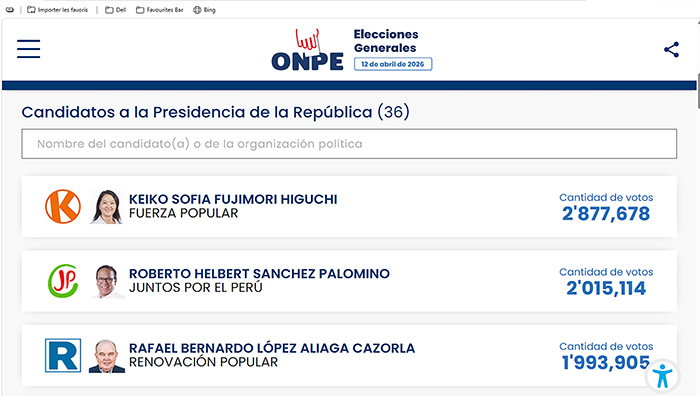 Importer les favoris
Dell
Favourites Bar
Bing
ONPE
Elecciones
Generales
12 de abril de 2026
Candidatos a la Presidencia de la República (36)
Nombre del candidato(a) o de la organización política
K
KEIKO SOFIA FUJIMORI HIGUCHI
FUERZA POPULAR
Cantidad de votos
2'877,678
JP
ROBERTO HELBERT SANCHEZ PALOMINO
JUNTOS POR EL PERÚ
Cantidad de votos
2'015,114
R
RAFAEL BERNARDO LÓPEZ ALIAGA CAZORLA
RENOVACIÓN POPULAR
Cantidad de votos
1'993,905